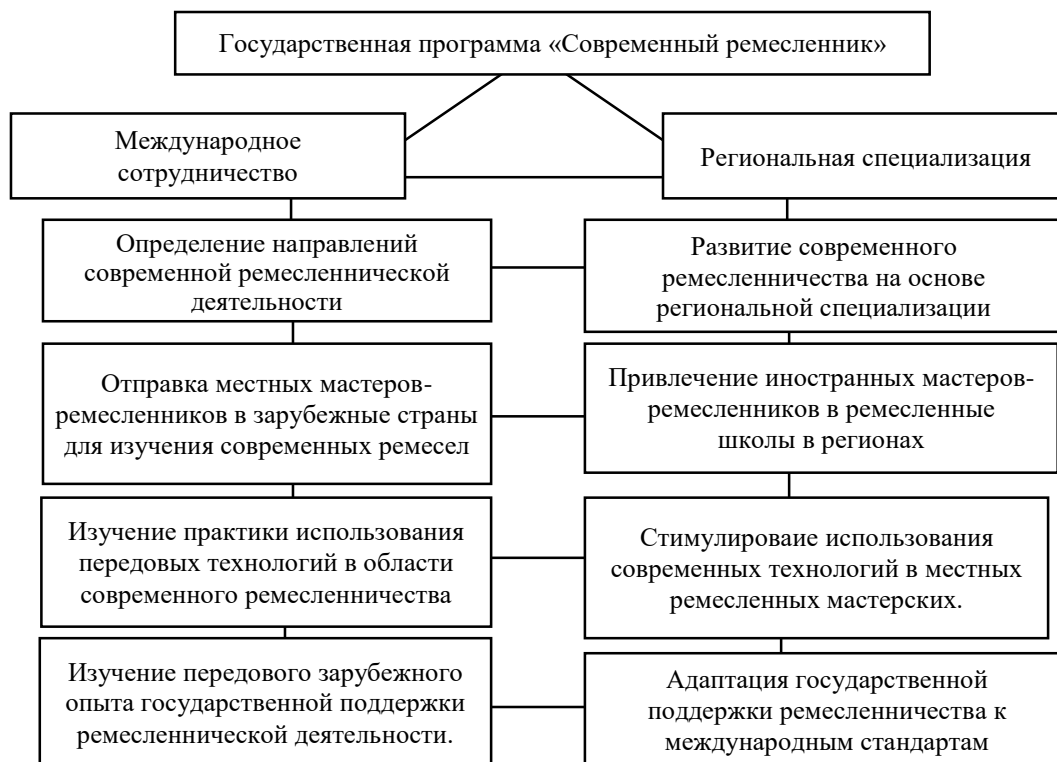 Государственная программа «Современный ремесленник»
Международное
сотрудничество
Региональная специализация
Определение направлений
современной ремесленнической
деятельности
Развитие современного
ремесленничества на основе
региональной специализации
Отправка местных мастеров-
ремесленников в зарубежные страны
для изучения современных ремесел
Привлечение иностранных мастеров-
ремесленников в ремесленные
школы в регионах
Изучение практики использования
передовых технологий в области
современного ремесленничества
Стимулироваие использования
современных технологий в местных
ремесленных мастерских.
Изучение передового зарубежного
опыта государственной поддержки
ремесленнической деятельности.
Адаптация государственной
поддержки ремесленничества к
международным стандартам